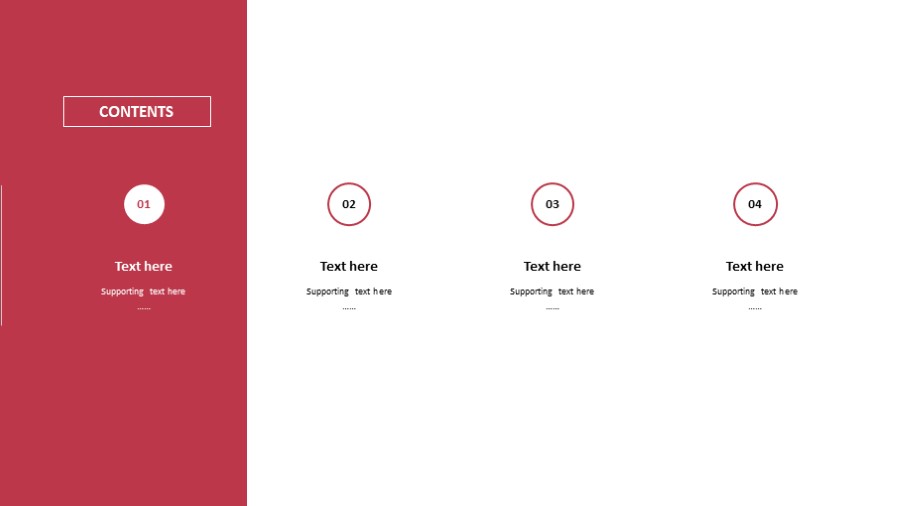 CONTENTS
01
Text here
Supporting text here
......
02
Text here
Supporting text here
......
03
Text here
Supporting text here
......
04
Text here
Supporting text here
......